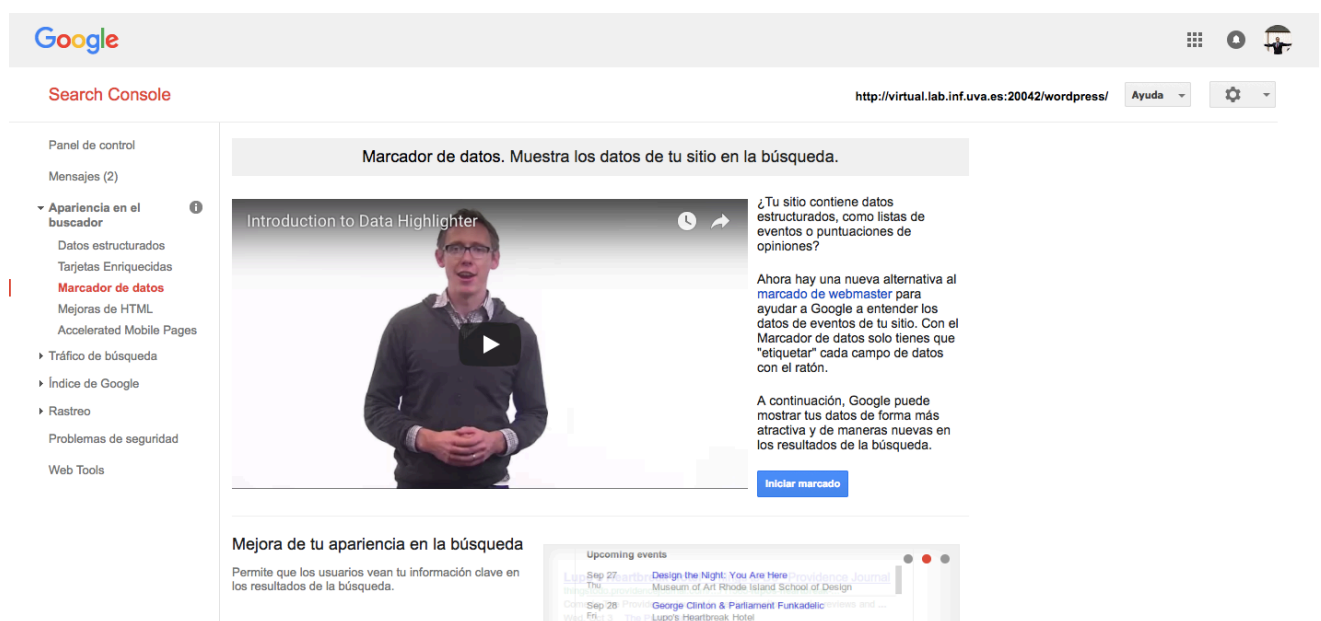 Google
Search Console
http://virtual.lab.inf.uva.es:20042/wordpress/
Ayuda
Panel de control
Mensajes (2)
Apariencia en el
buscador
Datos estructurados
Tarjetas Enriquecidas
Marcador de datos
Mejoras de HTML
Accelerated Mobile Pages
Tráfico de búsqueda
Índice de Google
Rastreo
Problemas de seguridad
Web Tools
Marcador de datos. Muestra los datos de tu sitio en la búsqueda.
Introduction to Data Highlighter
¿Tu sitio contiene datos
estructurados, como listas de
eventos o puntuaciones de
opiniones?
Ahora hay una nueva alternativa al
marcado de webmaster para
ayudar a Google a entender los
datos de eventos de tu sitio. Con el
Marcador de datos solo tienes que
"etiquetar" cada campo de datos
con el ratón.
A continuación, Google puede
mostrar tus datos de forma más
atractiva y de maneras nuevas en
los resultados de la búsqueda.
Iniciar marcado
Mejora de tu apariencia en la búsqueda
Permite que los usuarios vean tu información clave en
los resultados de la búsqueda.
Upcoming events
Sep 27 Design the Night: You Are Here Providence Journal
Thu Museum of Art Rhode Island School of Design
Sep 28 George Clinton & Parliament Funkadelic
Fri Lupo's Heartbreak Hotel